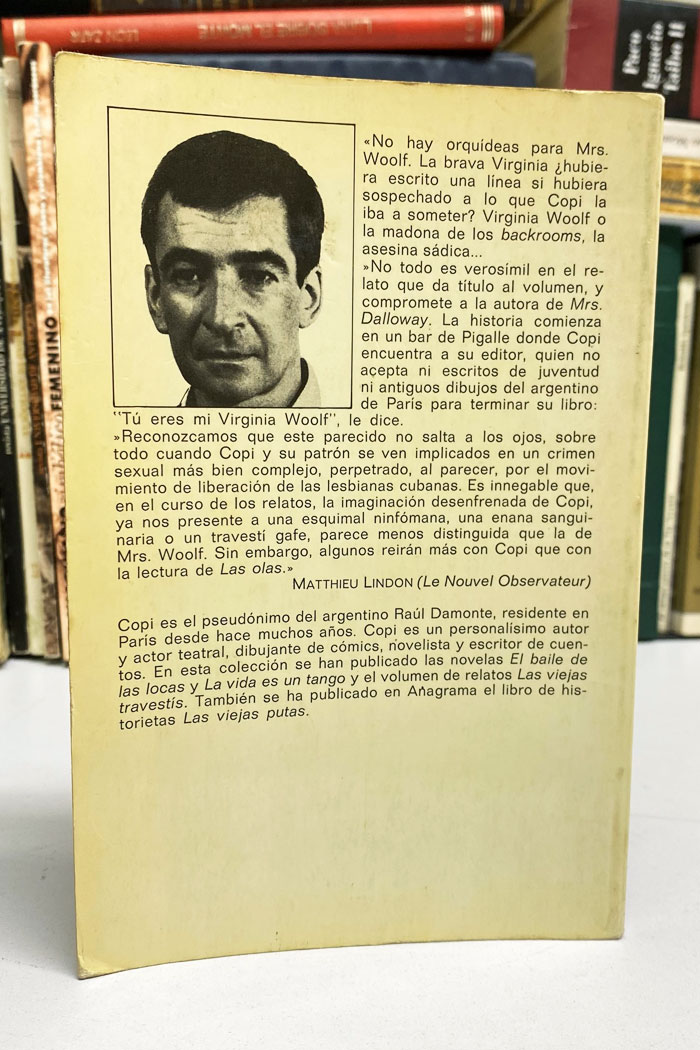 LEON ZAPA
LUNA SOBRE EL MONTE
Paco
Ignacio
Taibo II
FEMENINO
«No hay orquídeas para Mrs.
Woolf. La brava Virginia ¿hubie-
ra escrito una línea si hubiera
sospechado a lo que Copi la
iba a someter? Virginia Woolf o
la madona de los backrooms, la
asesina sádica...
»No todo es verosímil en el re-
lato que da título al volumen, y
compromete a la autora de Mrs.
Dalloway. La historia comienza
en un bar de Pigalle donde Copi
encuentra a su editor, quien no
acepta ni escritos de juventud
ni antiguos dibujos del argentino
de París para terminar su libro:
"Tú eres mi Virginia Woolf", le dice.
»Reconozcamos que este parecido no salta a los ojos, sobre
todo cuando Copi y su patrón se ven implicados en un crimen
sexual más bien complejo, perpetrado, al parecer, por el movi-
miento de liberación de las lesbianas cubanas. Es innegable que,
en el curso de los relatos, la imaginación desenfrenada de Copi,
ya nos presente a una esquimal ninfómana, una enana sangui-
naria o un travestí gafe, parece menos distinguida que la de
Mrs. Woolf. Sin embargo, algunos reirán más con Copi que con
la lectura de Las olas.»
MATTHIEU LINDON (Le Nouvel Observateur)
Copi es el pseudónimo del argentino Raúl Damonte, residente en
París desde hace muchos años. Copi es un personalísimo autor
y actor teatral, dibujante de cómics, novelista y escritor de cuen-
tos. En esta colección se han publicado las novelas El baile de
las locas y La vida es un tango y el volumen de relatos Las viejas
travestís. También se ha publicado en Anagrama el libro de his-
torietas Las viejas putas.